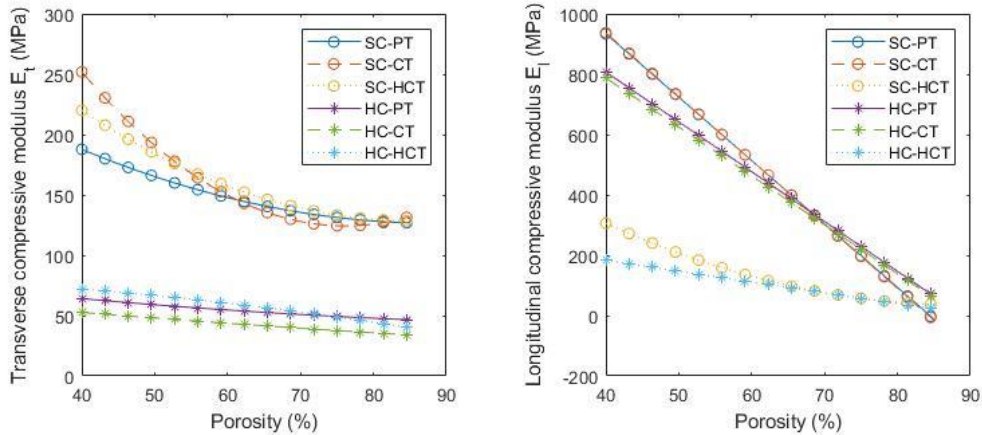 Transverse compressive modulus E_t (MPa)
300
250
200
150
100
50
0
SC-PT
SC-CT
SC-HCT
HC-PT
HC-CT
HC-HCT
40 50 60 70 80 90
Porosity (%)
Longitudinal compressive modulus E_l (MPa)
1000
800
600
400
200
0
-200
SC-PT
SC-CT
SC-HCT
HC-PT
HC-CT
HC-HCT
40 50 60 70 80 90
Porosity (%)